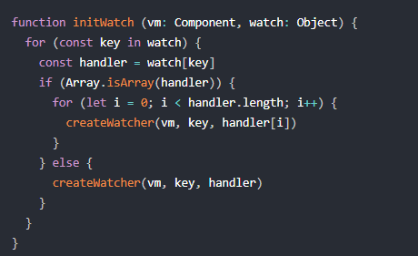 function initWatch (vm: Component, watch: Object) {
  for (const key in watch) {
    const handler = watch[key]
    if (Array.isArray(handler)) {
      for (let i = 0; i < handler.length; i++) {
        createWatcher(vm, key, handler[i])
      }
    } else {
      createWatcher(vm, key, handler)
    }
  }
}